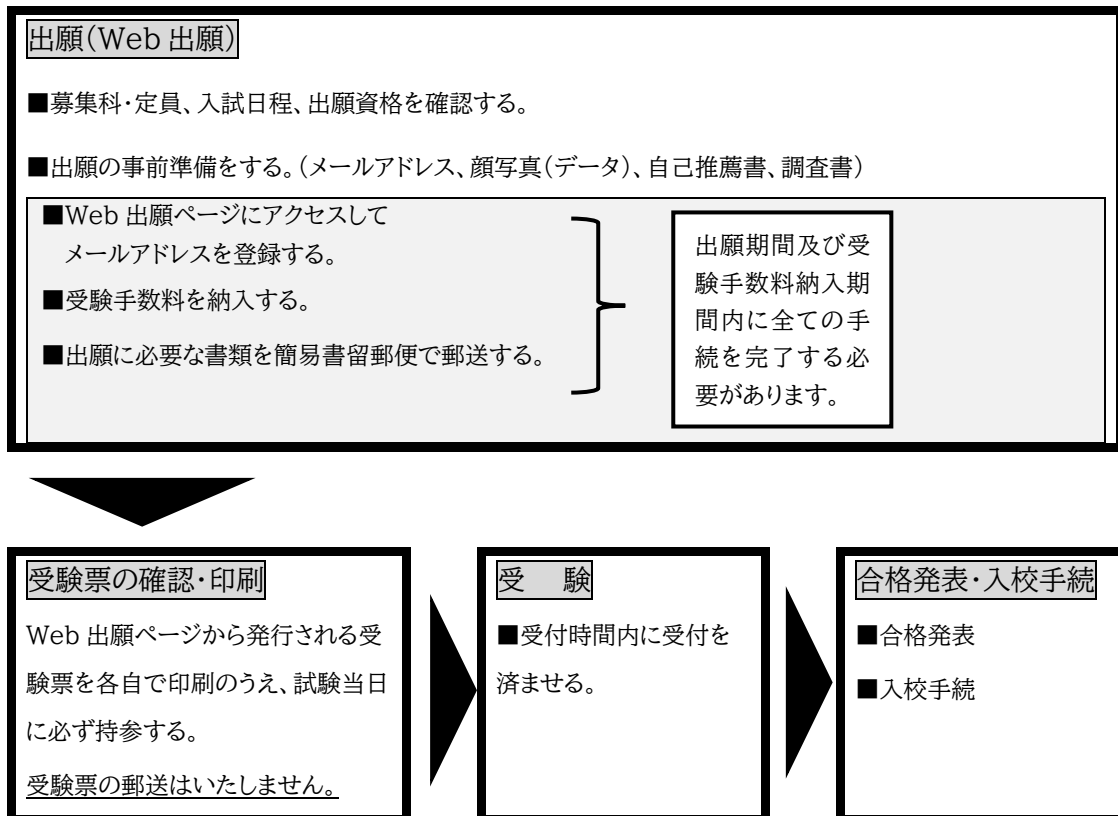 出願(Web 出願)
■募集科・定員、入試日程、出願資格を確認する。
■出願の事前準備をする。(メールアドレス、顔写真(データ)、自己推薦書、調査書)
■Web 出願ページにアクセスして
メールアドレスを登録する。
■受験手数料を納入する。
■出願に必要な書類を簡易書留郵便で郵送する。
出願期間及び受
験手数料納入期
間内に全ての手
続を完了する必
要があります。
受験票の確認・印刷
Web 出願ページから発行される受
験票を各自で印刷のうえ、試験当日
に必ず持参する。
受験票の郵送はいたしません。
受　験
■受付時間内に受付を
済ませる。
合格発表・入校手続
■合格発表
■入校手続